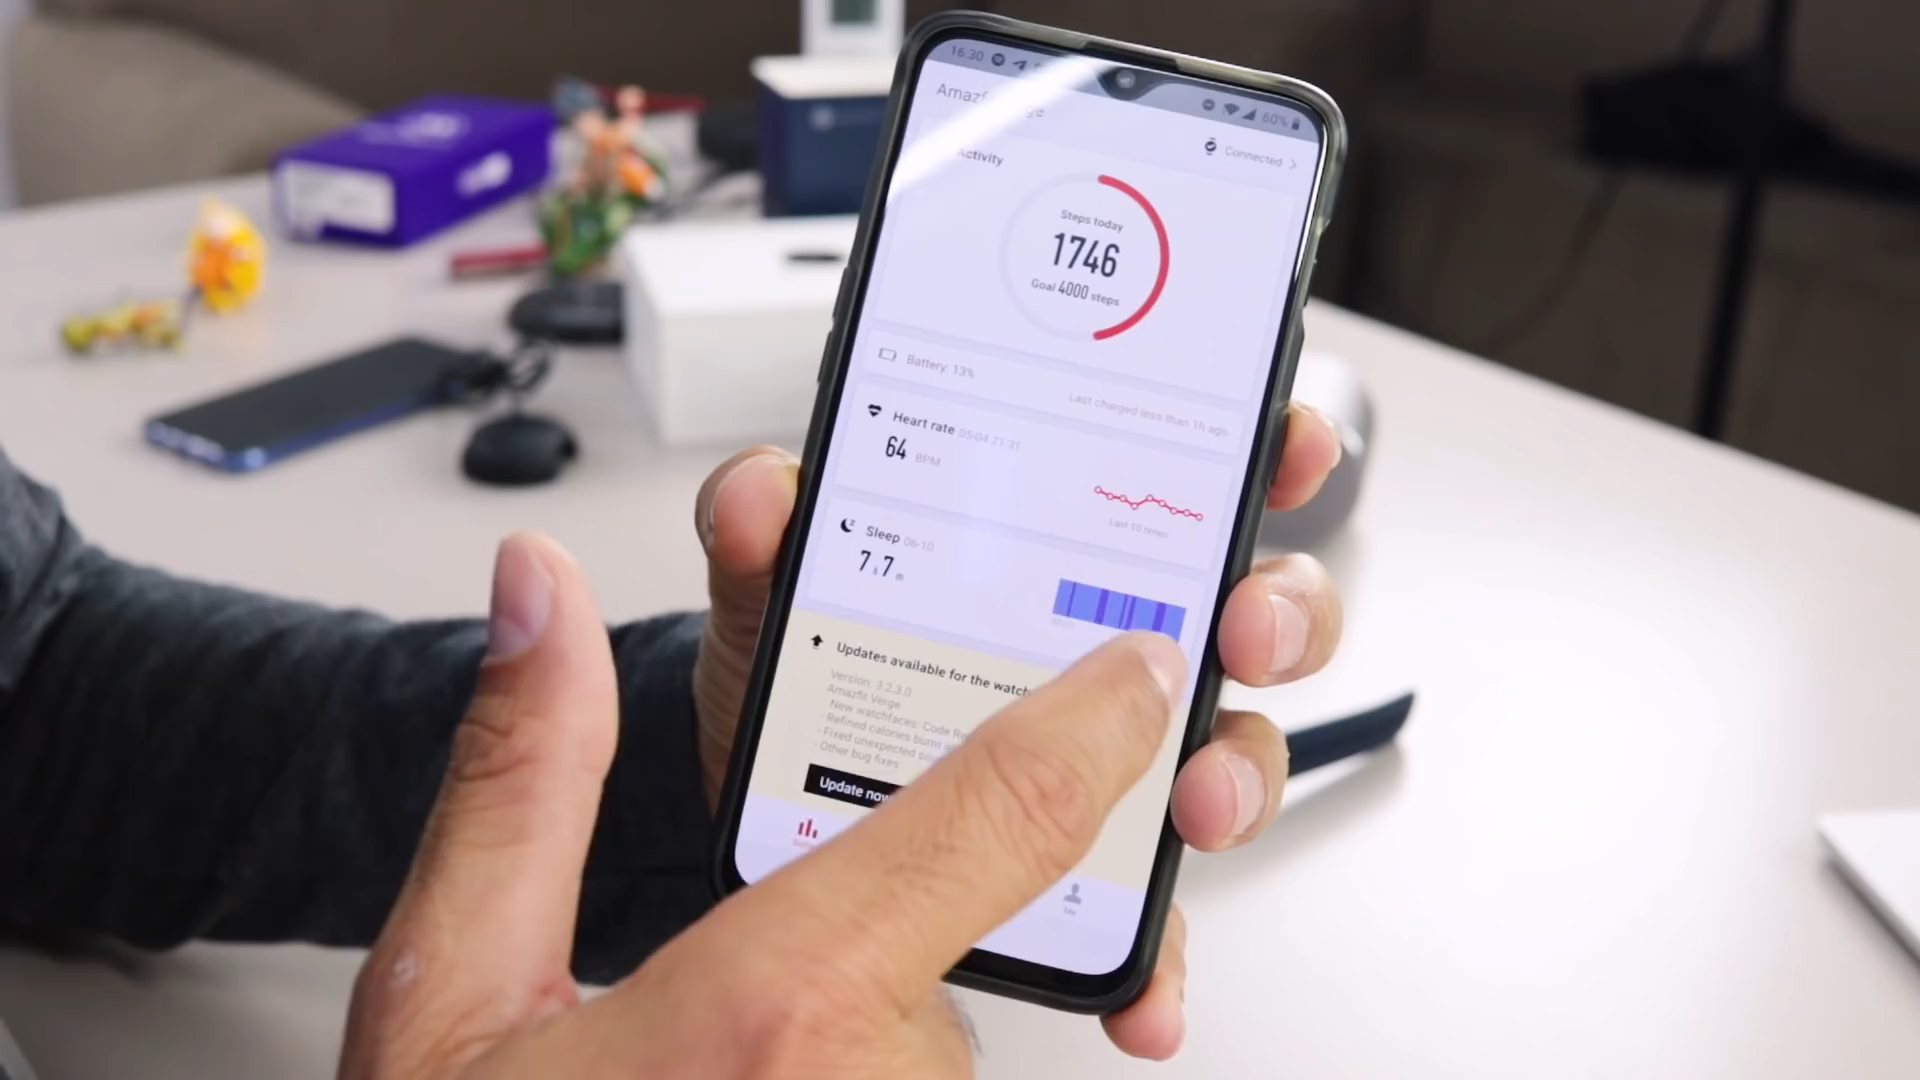 16:30
60%
Connected
Activity
Steps today
1746
Goal 4000 steps
Battery: 13%
Last charged less than 1h ago
Heart rate 05-04 21:31
64 BPM
Last 10 times
Sleep 06-10
7 h 7 m
Updates available for the watch
Version: 3.2.3.0
Amazfit Verge
New watchfaces: Code
- Refined calories burnt
- Fixed unexpected
- Other bug fixes
Update now
Me